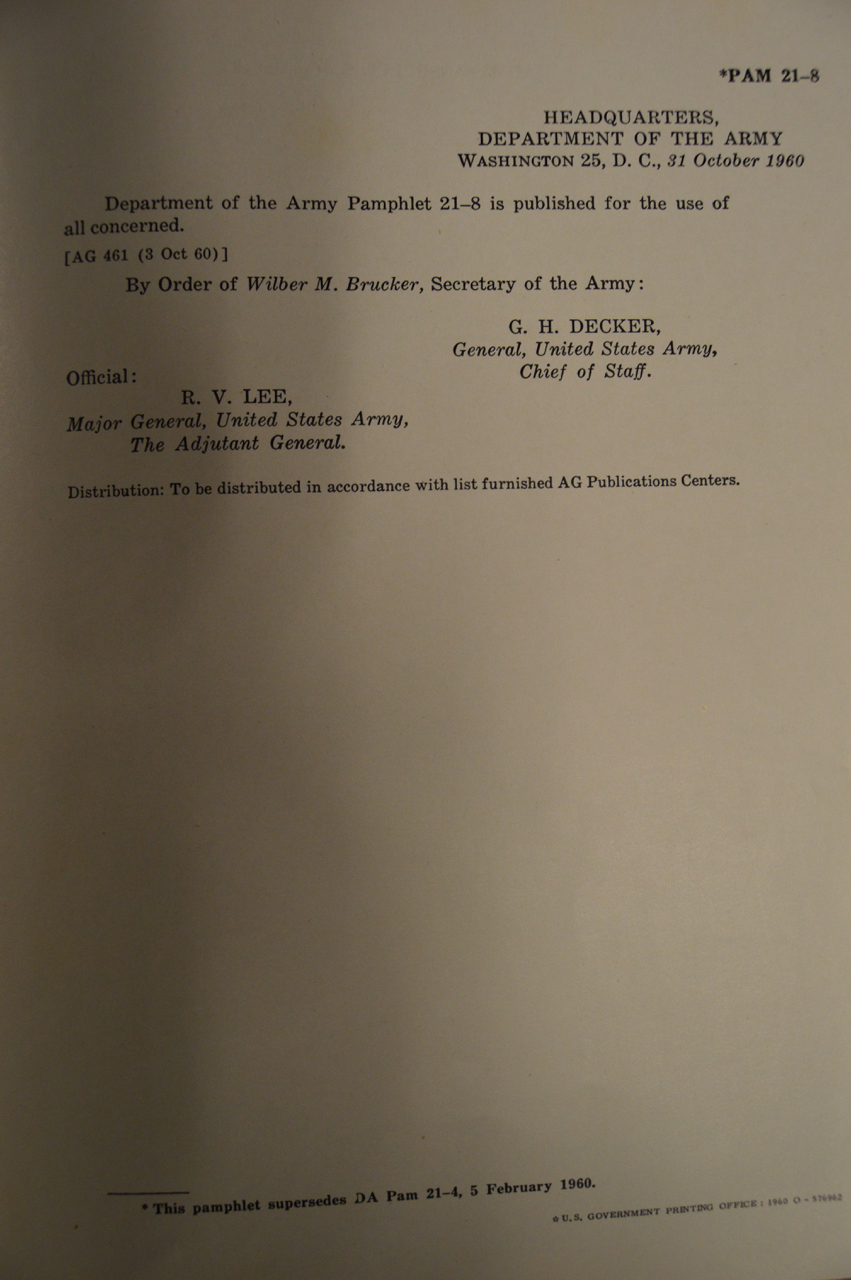 *PAM 21–8
HEADQUARTERS,
DEPARTMENT OF THE ARMY
WASHINGTON 25, D. C., 31 October 1960
Department of the Army Pamphlet 21–8 is published for the use of
all concerned.
[AG 461 (3 Oct 60)]
By Order of Wilber M. Brucker, Secretary of the Army:
G. H. DECKER,
General, United States Army,
Chief of Staff.
Official:
R. V. LEE,
Major General, United States Army,
The Adjutant General.
Distribution: To be distributed in accordance with list furnished AG Publications Centers.
* This pamphlet supersedes DA Pam 21–4, 5 February 1960.
☆ U.S. GOVERNMENT PRINTING OFFICE : 1960 O - 576962